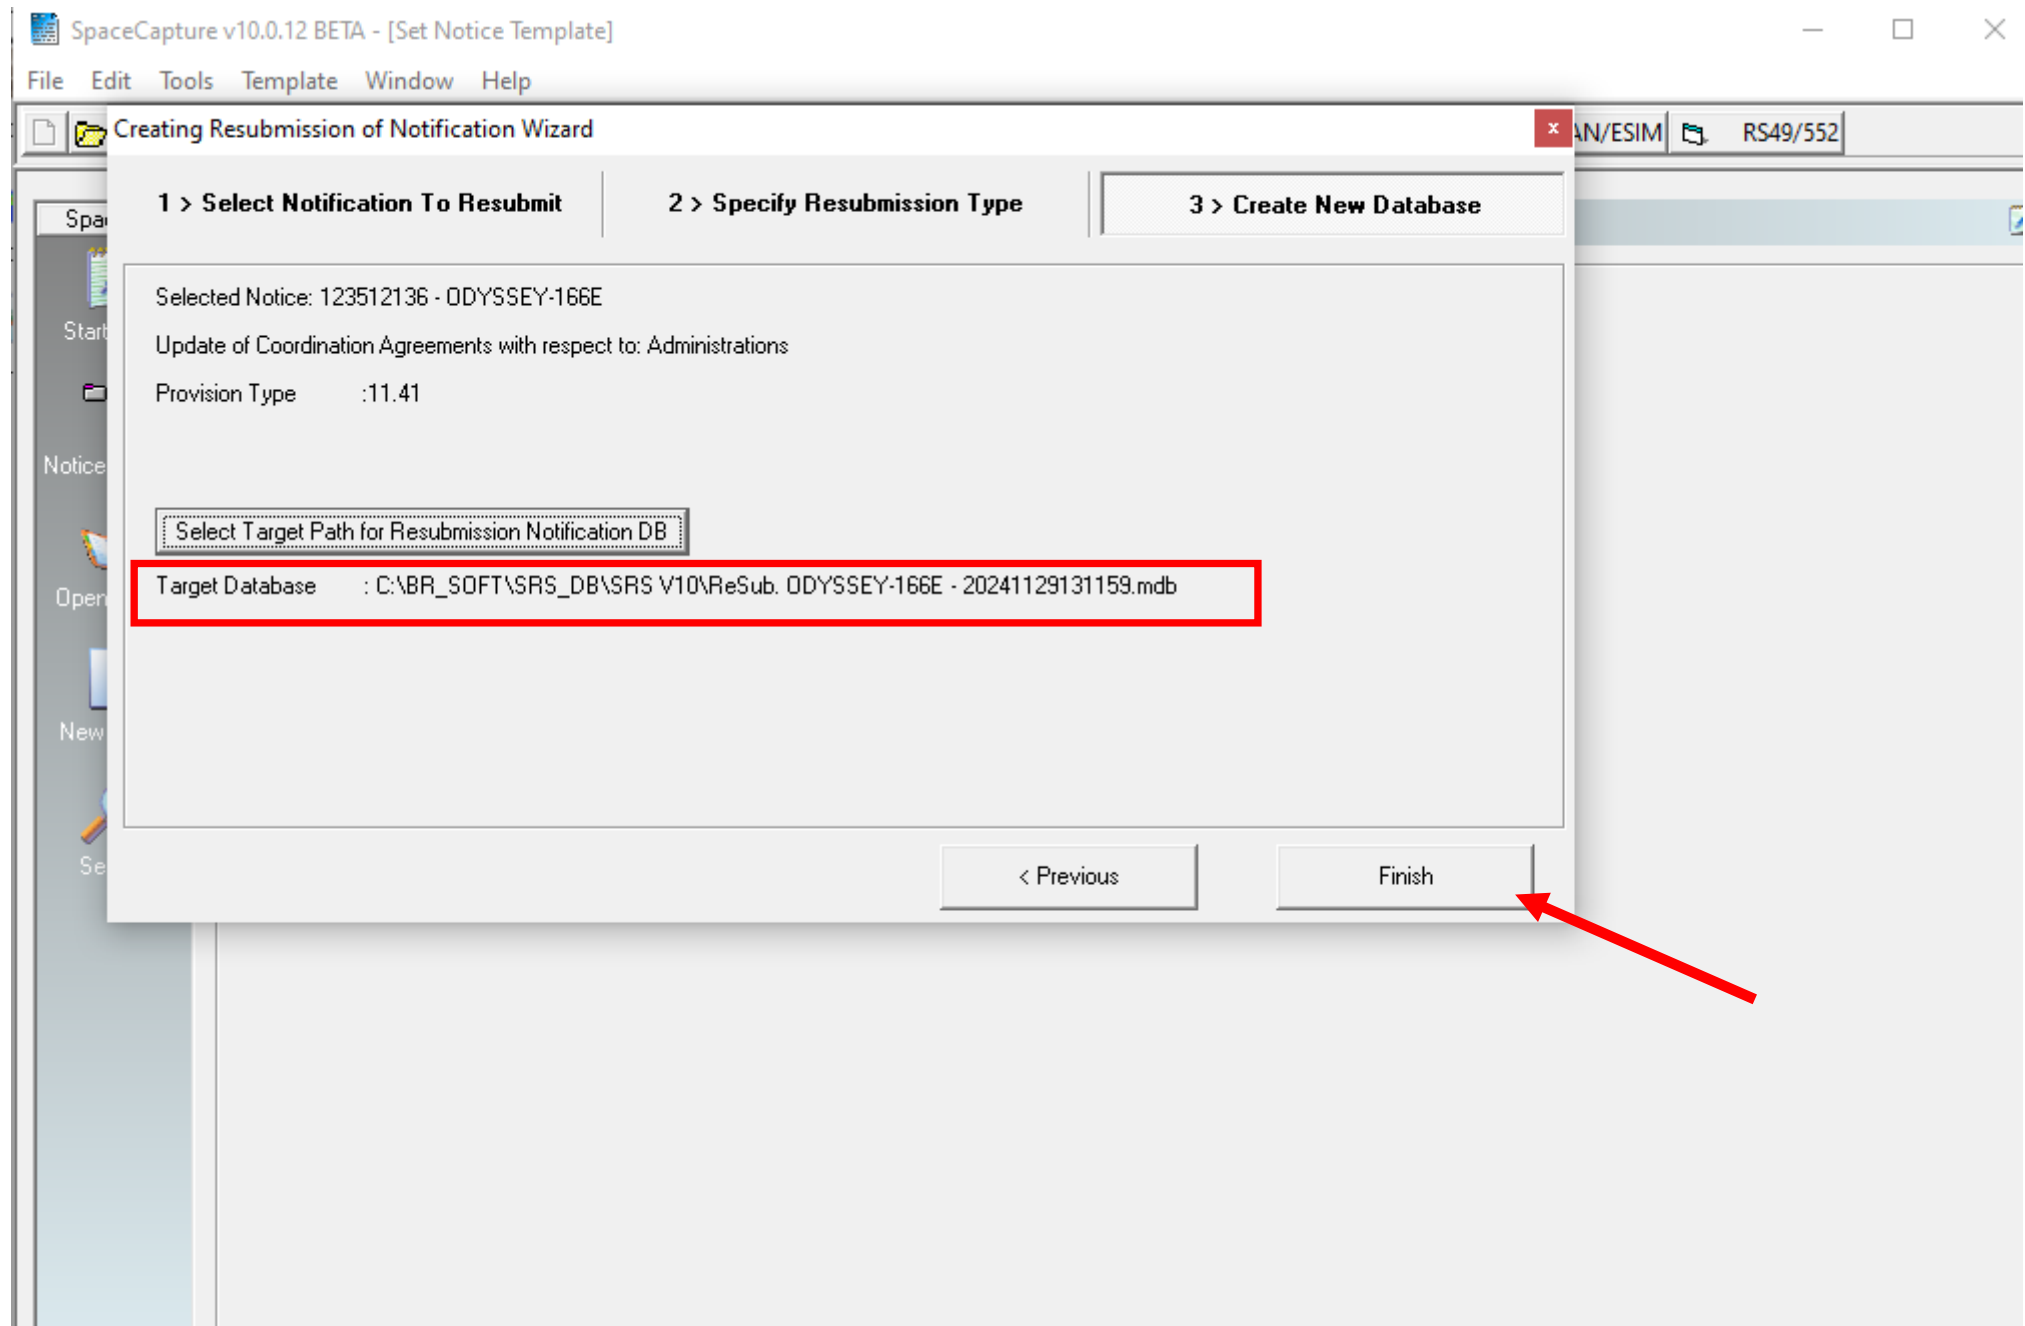 SpaceCapture v10.0.12 BETA - [Set Notice Template]
File Edit Tools Template Window Help
Creating Resubmission of Notification Wizard
x
AN/ESIM RS49/552
1 > Select Notification To Resubmit 2 > Specify Resubmission Type 3 > Create New Database
Spa
Selected Notice: 123512136 - ODYSSEY-166E
Start
Update of Coordination Agreements with respect to: Administrations
Provision Type :11.41
Notice
Select Target Path for Resubmission Notification DB
Target Database : C:\BR_SOFT\SRS_DB\SRS V10\ReSub. ODYSSEY-166E - 20241129131159.mdb
Open
New
Se
< Previous Finish